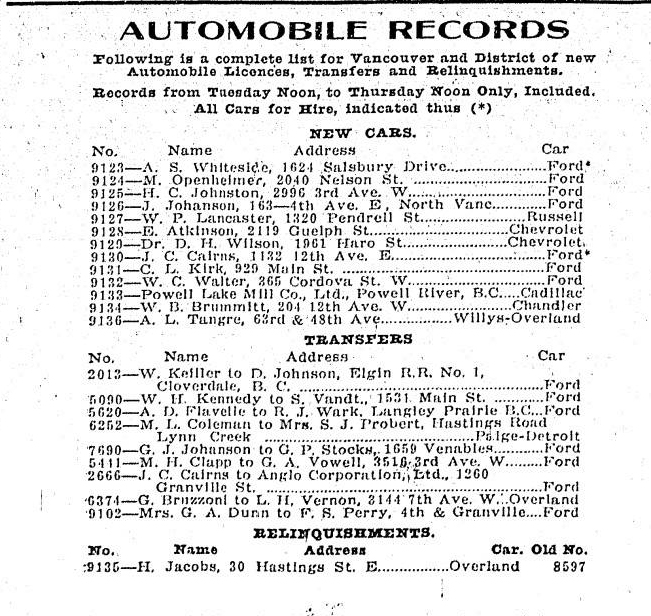 AUTOMOBILE RECORDS
Following is a complete list for Vancouver and District of new
Automobile Licences, Transfers and Relinquishments.
Records from Tuesday Noon, to Thursday Noon Only, Included.
All Cars for Hire, indicated thus (*)
NEW CARS.
No. Name Address Car
9123—A. S. Whiteside, 1624 Salsbury Drive..................Ford*
9124—M. Openhelmer, 2040 Nelson St. ......................Ford
9125—H. C. Johnston, 2996 3rd Ave. W......................Ford
9126—J. Johanson, 163—4th Ave. E, North Vanc.........Ford
9127—W. P. Lancaster, 1320 Pendrell St..................Russell
9128—E. Atkinson, 2119 Guelph St.....................Chevrolet
9129—Dr. D. H. Wilson, 1961 Haro St................Chevrolet
9130—J. C. Cairns, 1132 12th Ave. E........................Ford*
9131—C. L. Kirk, 929 Main St. ..............................Ford
9132—W. C. Walter, 365 Cordova St. W...................Ford
9133—Powell Lake Mill Co., Ltd., Powell River, B.C.....Cadillac
9134—W. B. Brummitt, 204 12th Ave. W................Chandler
9136—A. L. Tangre, 63rd & 48th Ave..............Willys-Overland
TRANSFERS
No. Name Address Car
2013—W. Keiller to D. Johnson, Elgin R.R. No. 1,
Cloverdale, B. C. ....................................Ford
5090—W. H. Kennedy to S. Vandt., 1531 Main St. ........Ford
5620—A. D. Flavelle to R. J. Wark, Langley Prairie B.C...Ford
6252—M. L. Coleman to Mrs. S. J. Probert, Hastings Road
Lynn Creek ...............................Paige-Detroit
7690—G. J. Johanson to G. P. Stocks, 1659 Venables..........Ford
5411—M. H. Clapp to G. A. Vowell, 3516 3rd Ave. W.......Ford
2666—J. C. Cairns to Anglo Corporation, Ltd., 1260
Granville St. .........................................Ford
6374—G. Bruzzoni to L. H. Vernon, 3144 7th Ave. W..Overland
9102—Mrs. G. A. Dunn to F. S. Perry, 4th & Granville....Ford
RELINQUISHMENTS.
No. Name Address Car. Old No.
9135—H. Jacobs, 30 Hastings St. E...............Overland 8597